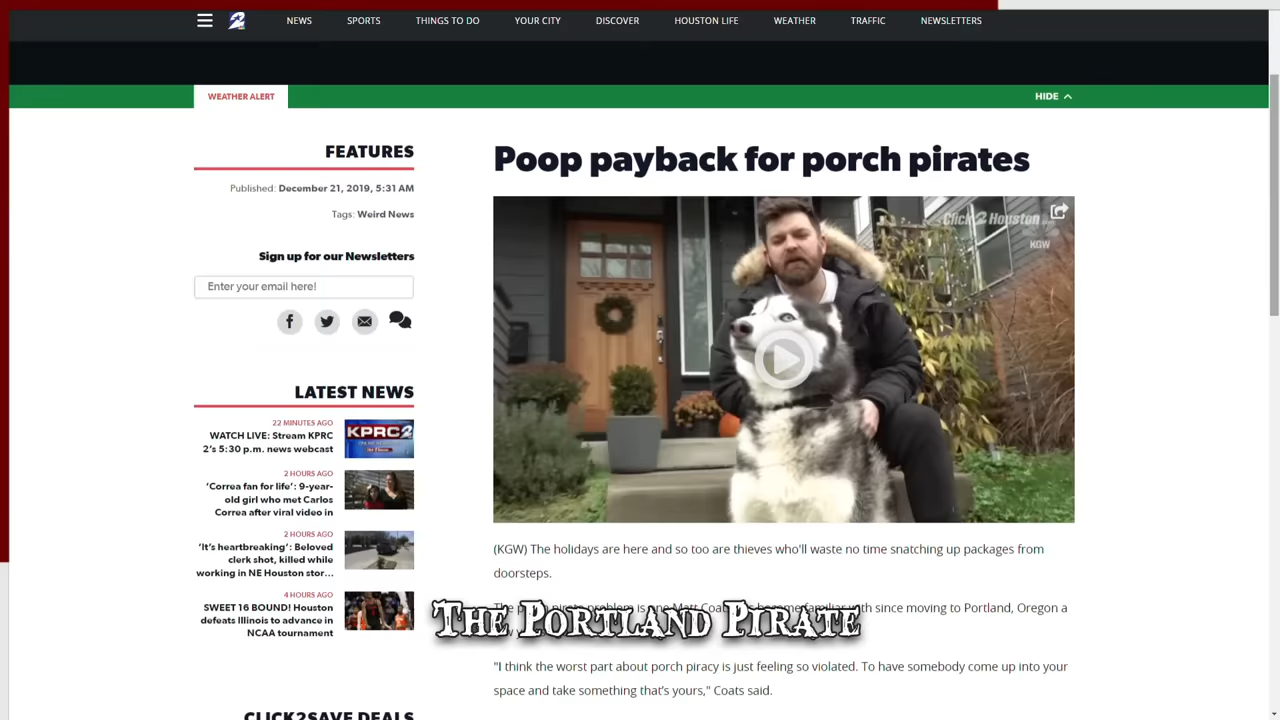 NEWS
SPORTS
THINGS TO DO
YOUR CITY
DISCOVER
HOUSTON LIFE
WEATHER
TRAFFIC
NEWSLETTERS
WEATHER ALERT
HIDE
FEATURES
Published: December 21, 2019, 5:31 AM
Tags: Weird News
Sign up for our Newsletters
Enter your email here!
LATEST NEWS
22 MINUTES AGO
WATCH LIVE: Stream KPRC
2's 5:30 p.m. news webcast
KPRC2
2 HOURS AGO
'Correa fan for life': 9-year-
old girl who met Carlos
Correa after viral video in
2 HOURS AGO
'It's heartbreaking': Beloved
clerk shot, killed while
working in NE Houston stor...
4 HOURS AGO
SWEET 16 BOUND! Houston
defeats Illinois to advance in
NCAA tournament
CLICK2SAVE DEALS
Poop payback for porch pirates
Click2Houston
KGW
(KGW) The holidays are here and so too are thieves who'll waste no time snatching up packages from
doorsteps.
since moving to Portland, Oregon a
THE PORTLAND PIRATE
"I think the worst part about porch piracy is just feeling so violated. To have somebody come up into your
space and take something that's yours," Coats said.